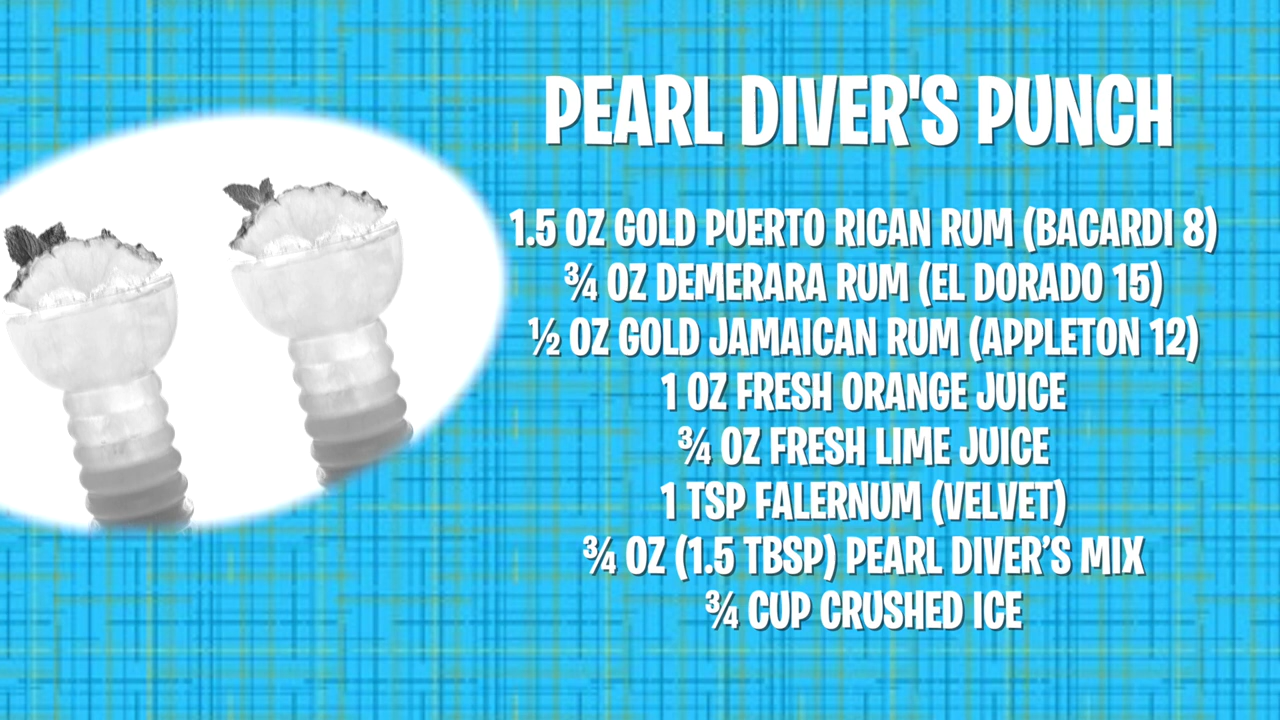 PEARL DIVER'S PUNCH
1.5 OZ GOLD PUERTO RICAN RUM (BACARDI 8)
¾ OZ DEMERARA RUM (EL DORADO 15)
½ OZ GOLD JAMAICAN RUM (APPLETON 12)
1 OZ FRESH ORANGE JUICE
¾ OZ FRESH LIME JUICE
1 TSP FALERNUM (VELVET)
¾ OZ (1.5 TBSP) PEARL DIVER’S MIX
¾ CUP CRUSHED ICE